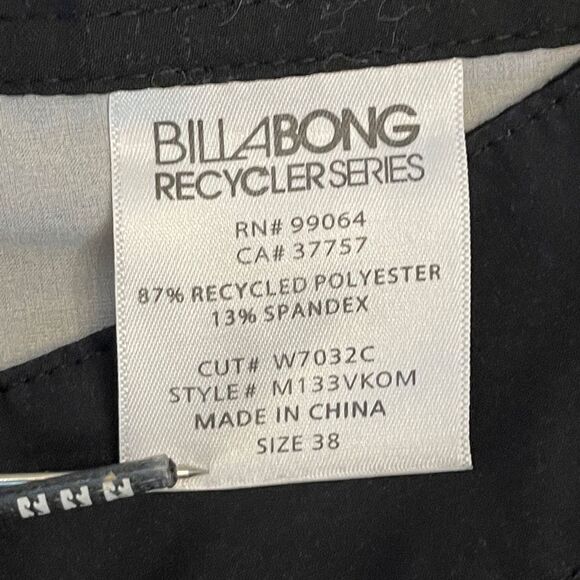 BILLABONG
RECYCLER SERIES
RN# 99064
CA# 37757
87% RECYCLED POLYESTER
13% SPANDEX
CUT# W7032C
STYLE# M133VKOM
MADE IN CHINA
SIZE 38